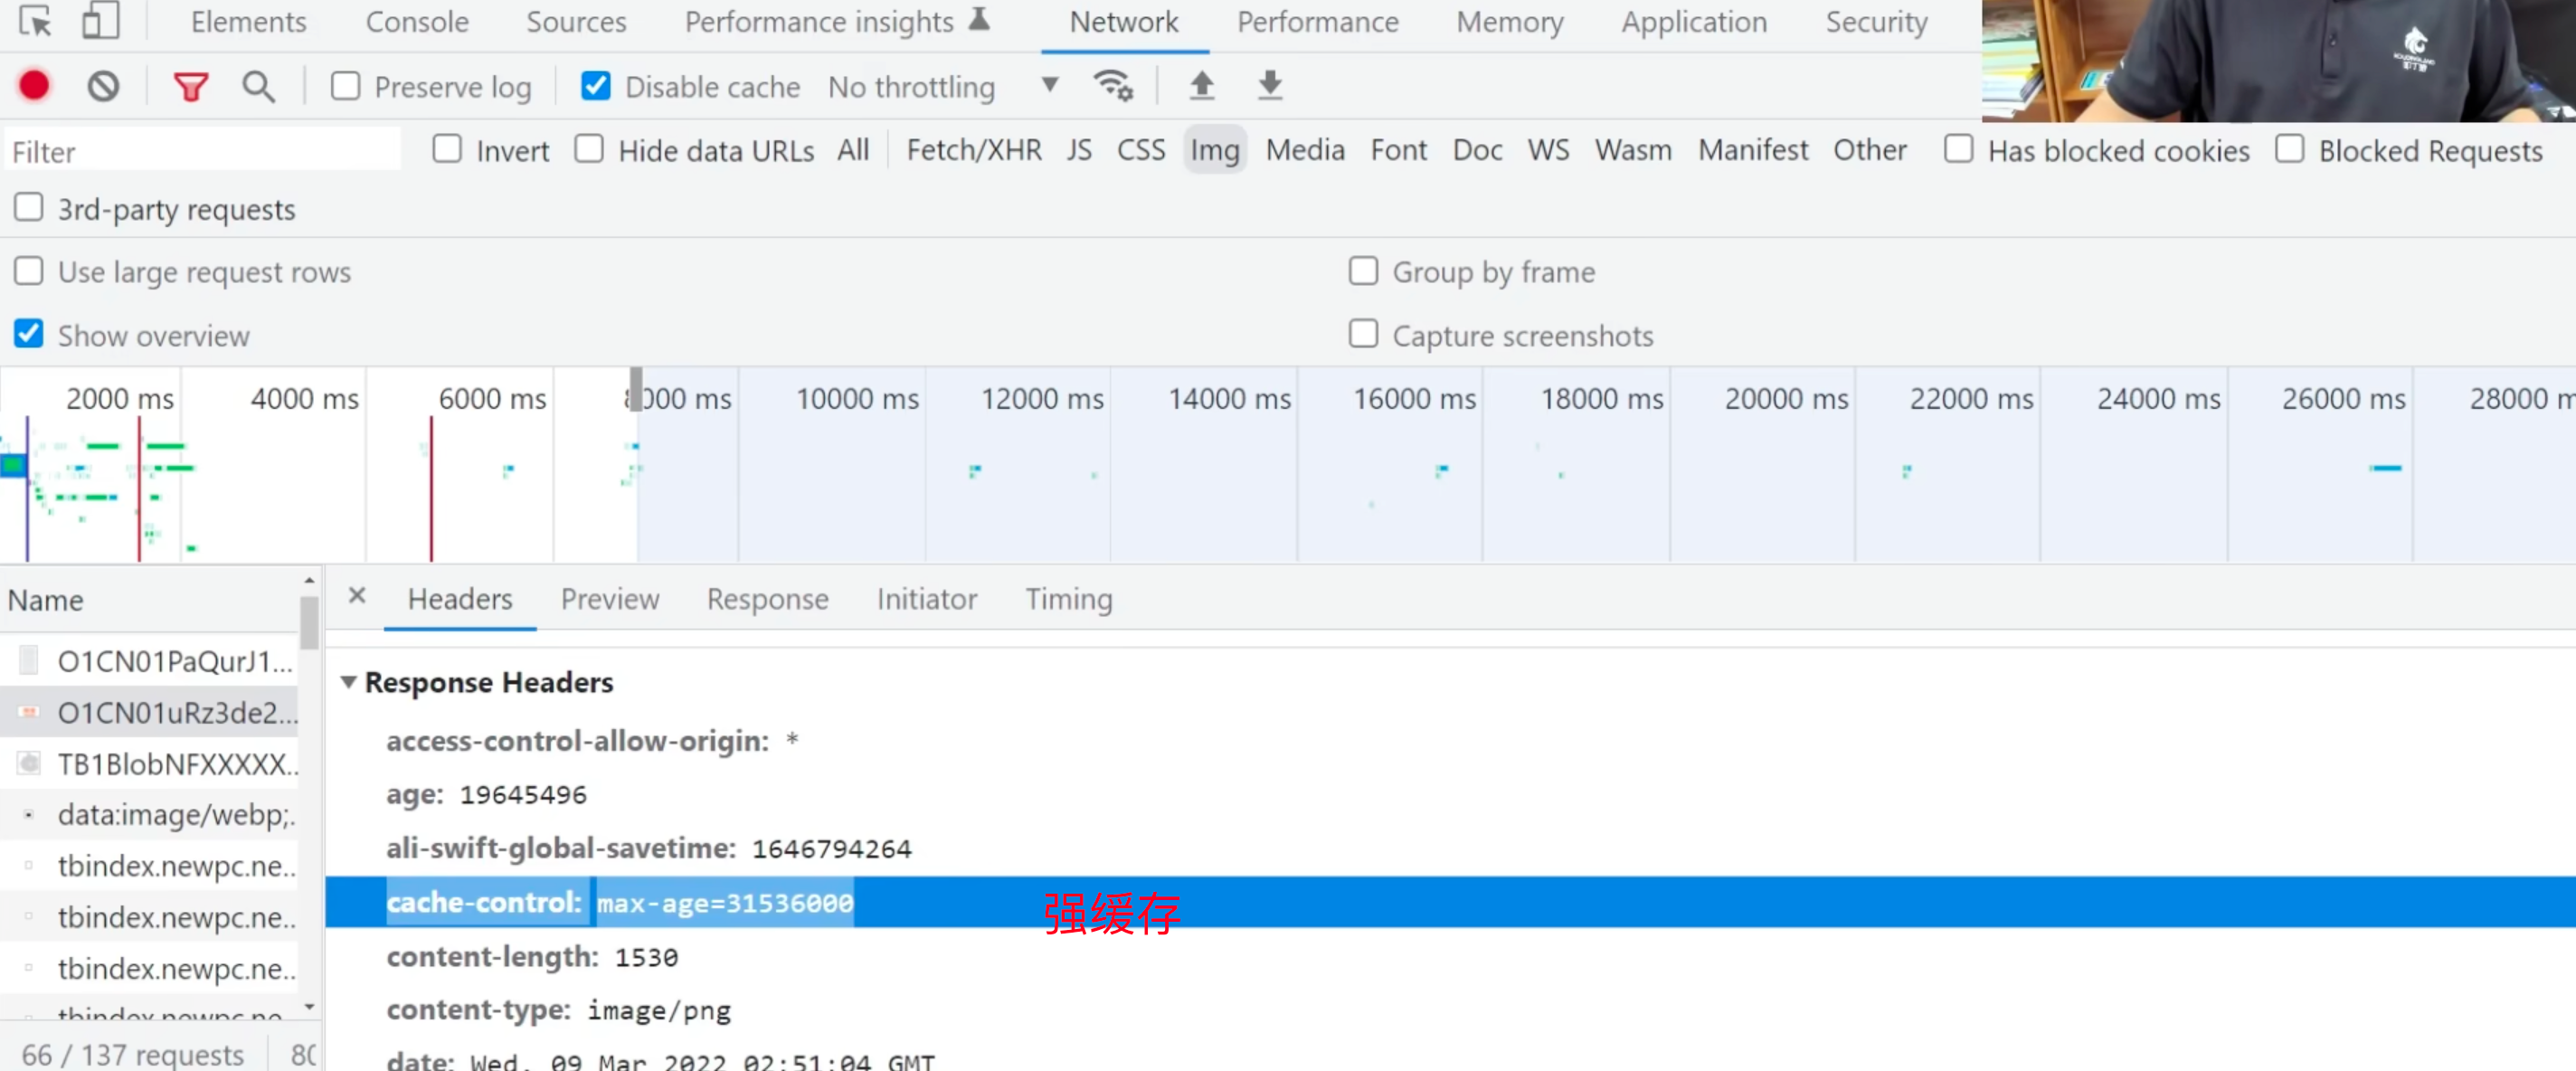 Elements Console Sources Performance insights Network Performance Memory Application Security
Preserve log Disable cache No throttling
Filter Invert Hide data URLs All Fetch/XHR JS CSS Img Media Font Doc WS Wasm Manifest Other Has blocked cookies Blocked Requests
3rd-party requests
Use large request rows Group by frame
Show overview Capture screenshots
2000 ms 4000 ms 6000 ms 8000 ms 10000 ms 12000 ms 14000 ms 16000 ms 18000 ms 20000 ms 22000 ms 24000 ms 26000 ms 28000 m
Name
O1CN01PaQurJ1...
O1CN01uRz3de2...
TB1BlobNFXXXXX..
data:image/webp;.
tbindex.newpc.ne..
tbindex.newpc.ne..
tbindex.newpc.ne..
tbindex.newpc.ne
66 / 137 requests 80
× Headers Preview Response Initiator Timing
Response Headers
access-control-allow-origin: *
age: 19645496
ali-swift-global-savetime: 1646794264
cache-control: max-age=31536000 强缓存
content-length: 1530
content-type: image/png
date: Wed, 09 Mar 2022 02:51:04 GMT